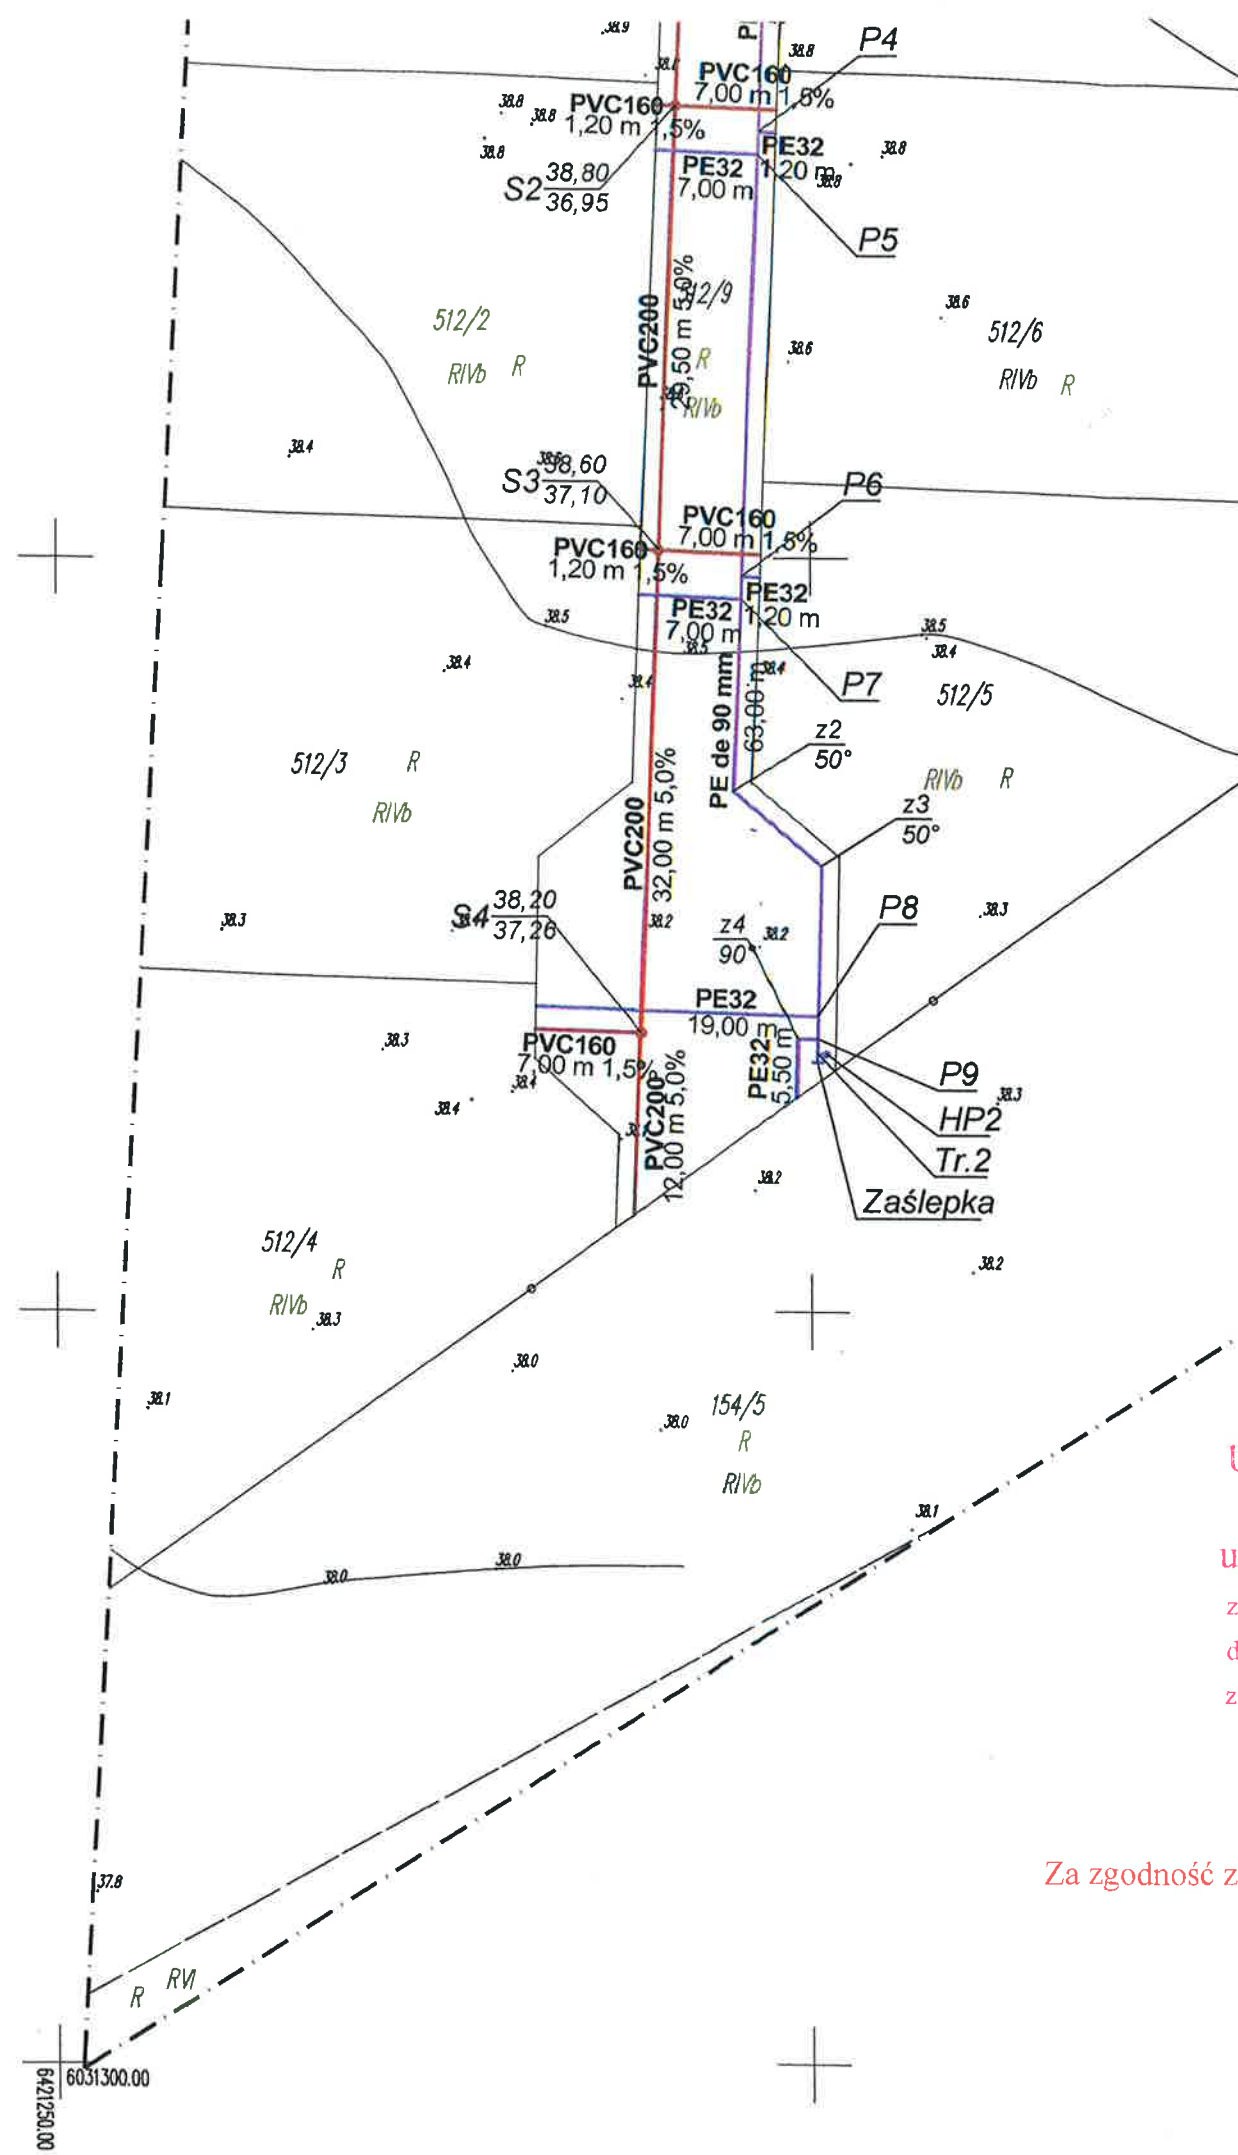 38.9
38.8
P4
PVC160
7,00 m 1,5%
38.8
38.8
PVC160
1,20 m 1,5%
38.8
38.8
PE32
1,20 m
38.8
PE32
7,00 m
S2 38,80
36,95
P5
512/9
38.6
512/2
RIVb R
PVC200
29,50 m 5,0%
R
RIVb
38.6
512/6
RIVb R
38.4
S3 38,60
37,10
P6
PVC160
7,00 m 1,5%
PVC160
1,20 m 1,5%
PE32
1,20 m
PE32
7,00 m
38.5
38.5
38.5
38.4
38.4
38.4
38.4
P7
512/5
PE de 90 mm
63,00 m
z2
50°
512/3 R
RIVb
RIVb R
z3
50°
PVC200
32,00 m 5,0%
S4 38,20
37,26
38.3
38.2
z4
90°
38.2
P8
38.3
PE32
19,00 m
38.3
PVC160
7,00 m 1,5%
PE32
5,50 m
P9
38.4
38.4
38.3
HP2
PVC200
12,00 m 5,0%
Tr.2
38.2
Zaślepka
512/4
R
RIVb
38.3
38.2
38.0
38.1
154/5
38.0
R
RIVb
38.1
38.0
38.0
u
z
d
z
37.8
Za zgodność z
R RVI
6031300.00
6421250.00